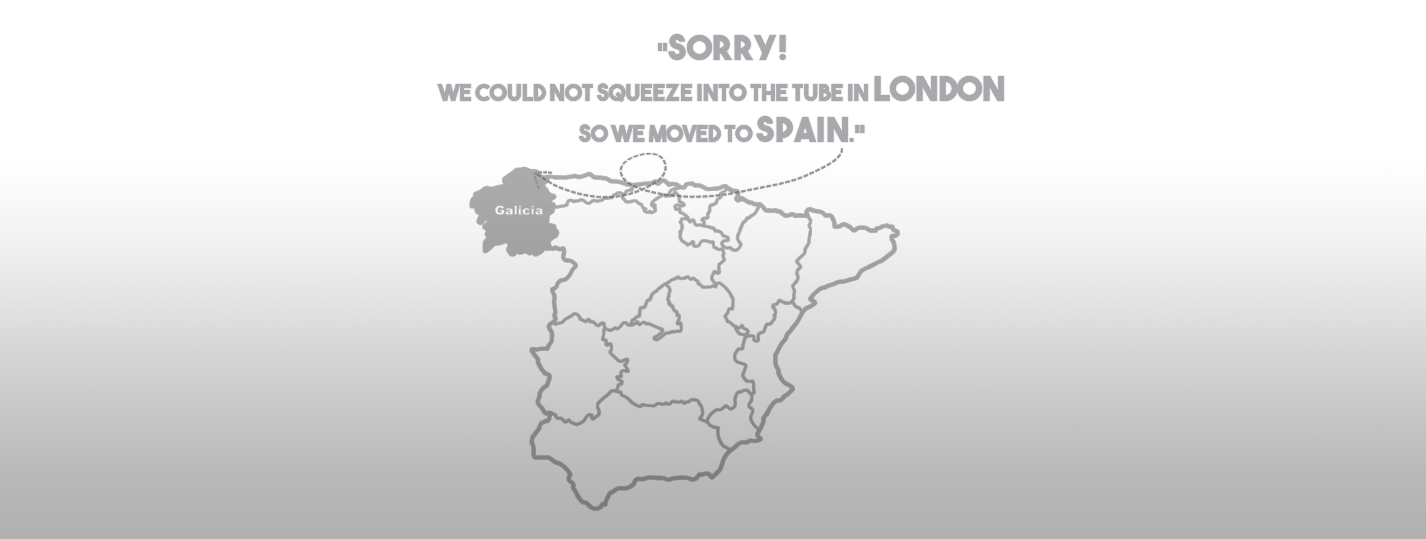 "SORRY!
WE COULD NOT SQUEEZE INTO THE TUBE IN LONDON
SO WE MOVED TO SPAIN."
Galicia